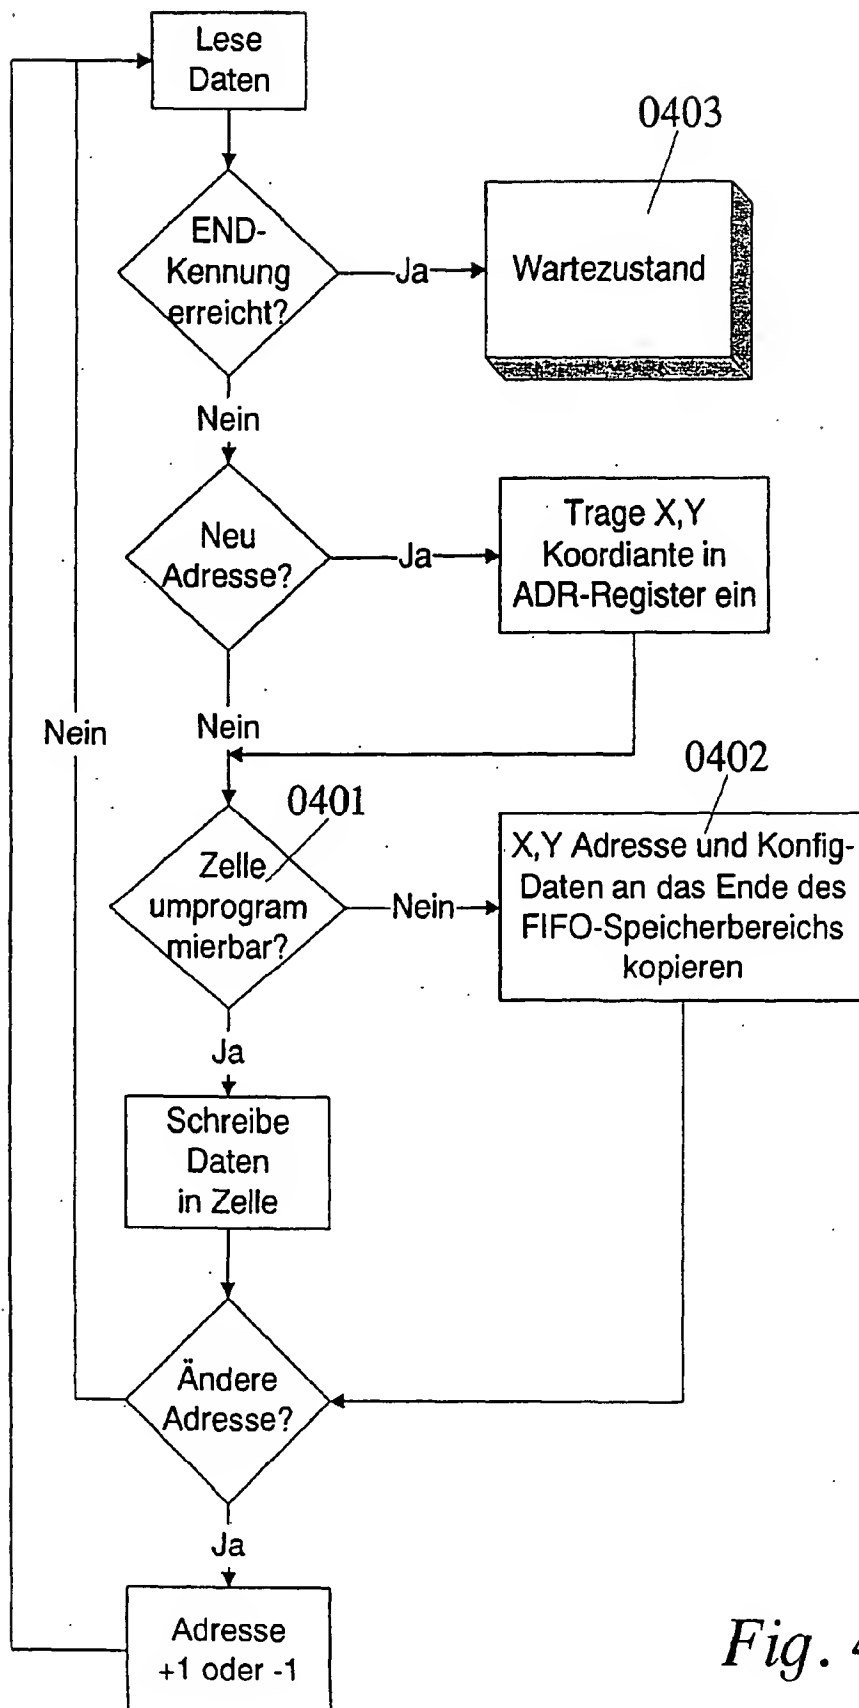 Lese
Daten
0403
END-
Kennung
erreicht?
Ja
Wartezustand
Nein
Neu
Adresse?
Ja
Trage X,Y
Koordiante in
ADR-Register ein
Nein
Nein
0401
0402
Zelle
umprogram
mierbar?
Nein
X,Y Adresse und Konfig-
Daten an das Ende des
FIFO-Speicherbereichs
kopieren
Ja
Schreibe
Daten
in Zelle
Ändere
Adresse?
Ja
Adresse
+1 oder -1
Fig. 4